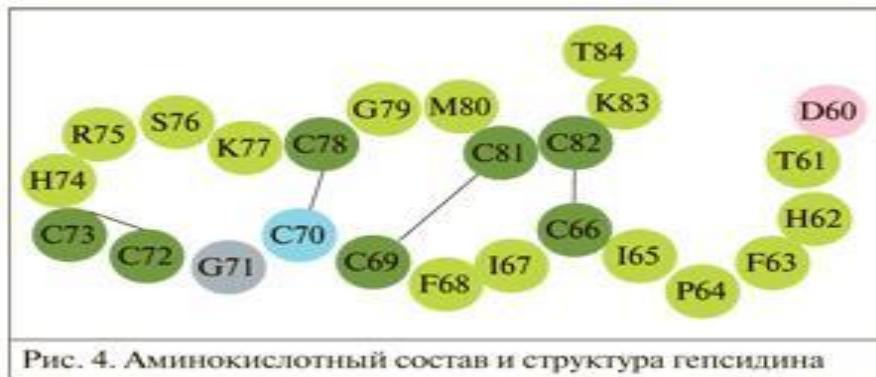 T84
K83
D60
G79
M80
S76
R75
K77
C78
C81
C82
T61
H74
H62
C73
C72
G71
C70
C69
C66
I65
F63
I67
F68
P64
Рис. 4. Аминокислотный состав и структура гепсидина